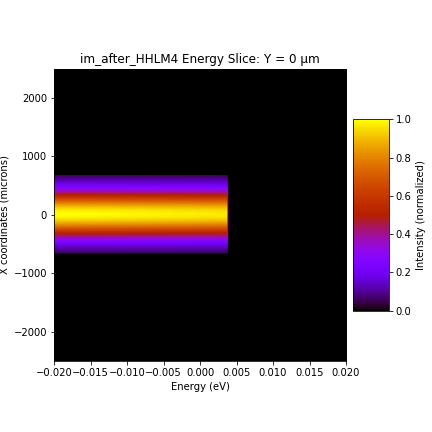 im_after_HHLM4 Energy Slice: Y = 0 μm
2000
1000
0
−1000
−2000
X coordinates (microns)
−0.020 −0.015 −0.010 −0.005 0.000 0.005 0.010 0.015 0.020
Energy (eV)
1.0
0.8
0.6
0.4
0.2
0.0
Intensity (normalized)